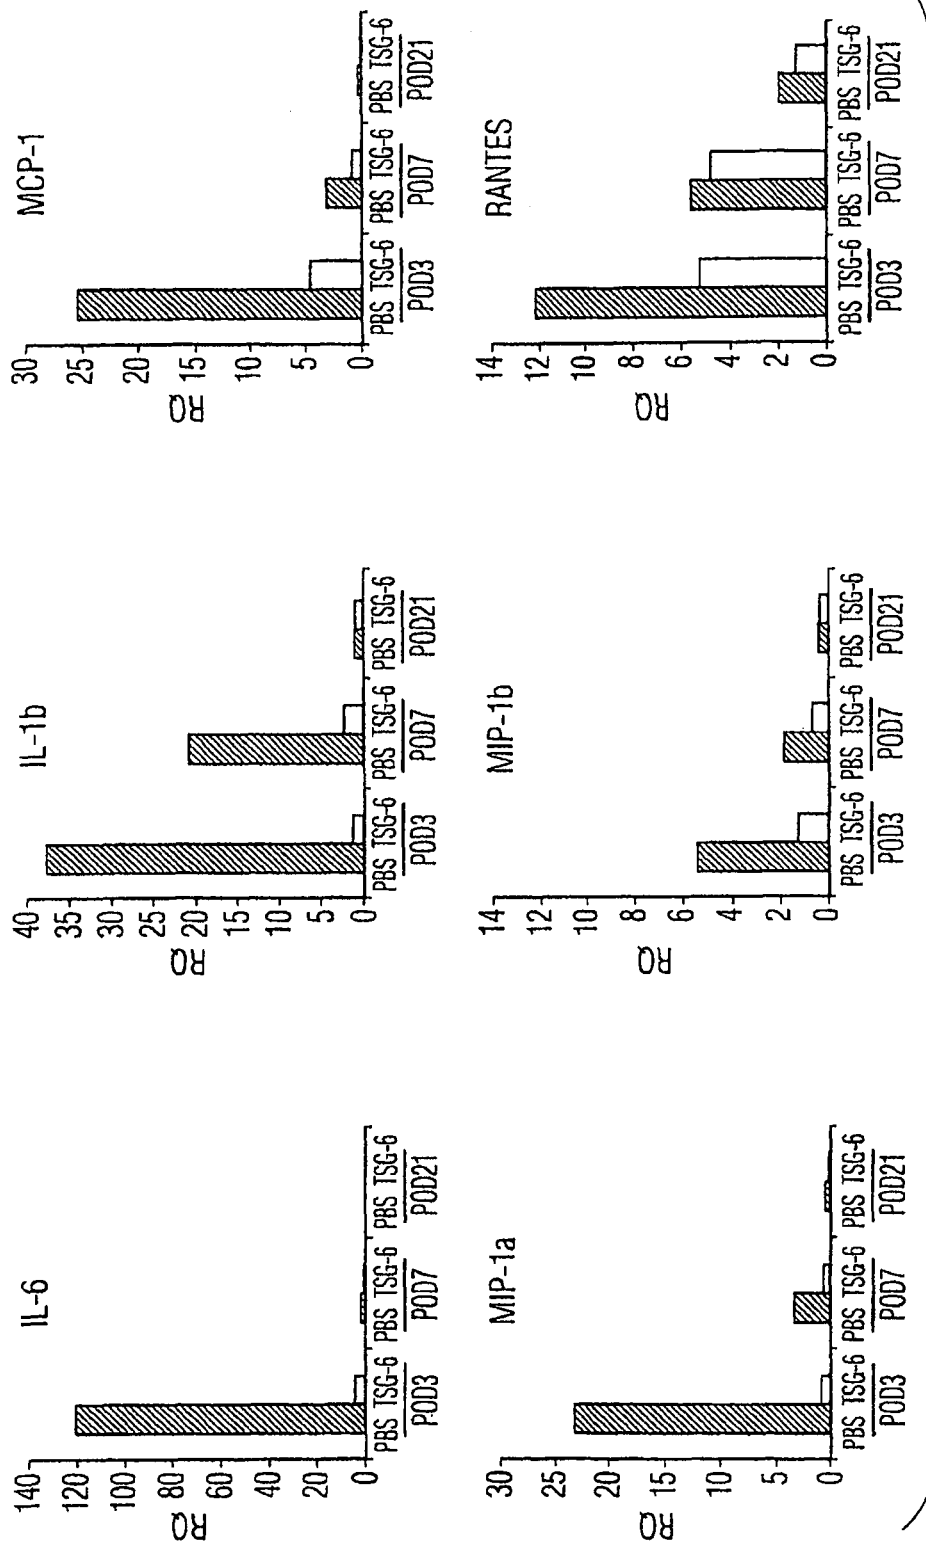 IL-6
RQ
140
120
100
80
60
40
20
0
PBS TSG-6 PBS TSG-6 PBS TSG-6
POD3 POD7 POD21
IL-1b
RQ
40
35
30
25
20
15
10
5
0
PBS TSG-6 PBS TSG-6 PBS TSG-6
POD3 POD7 POD21
MCP-1
RQ
30
25
20
15
10
5
0
PBS TSG-6 PBS TSG-6 PBS TSG-6
POD3 POD7 POD21
MIP-1a
RQ
30
25
20
15
10
5
0
PBS TSG-6 PBS TSG-6 PBS TSG-6
POD3 POD7 POD21
MIP-1b
RQ
14
12
10
8
6
4
2
0
PBS TSG-6 PBS TSG-6 PBS TSG-6
POD3 POD7 POD21
RANTES
RQ
14
12
10
8
6
4
2
0
PBS TSG-6 PBS TSG-6 PBS TSG-6
POD3 POD7 POD21